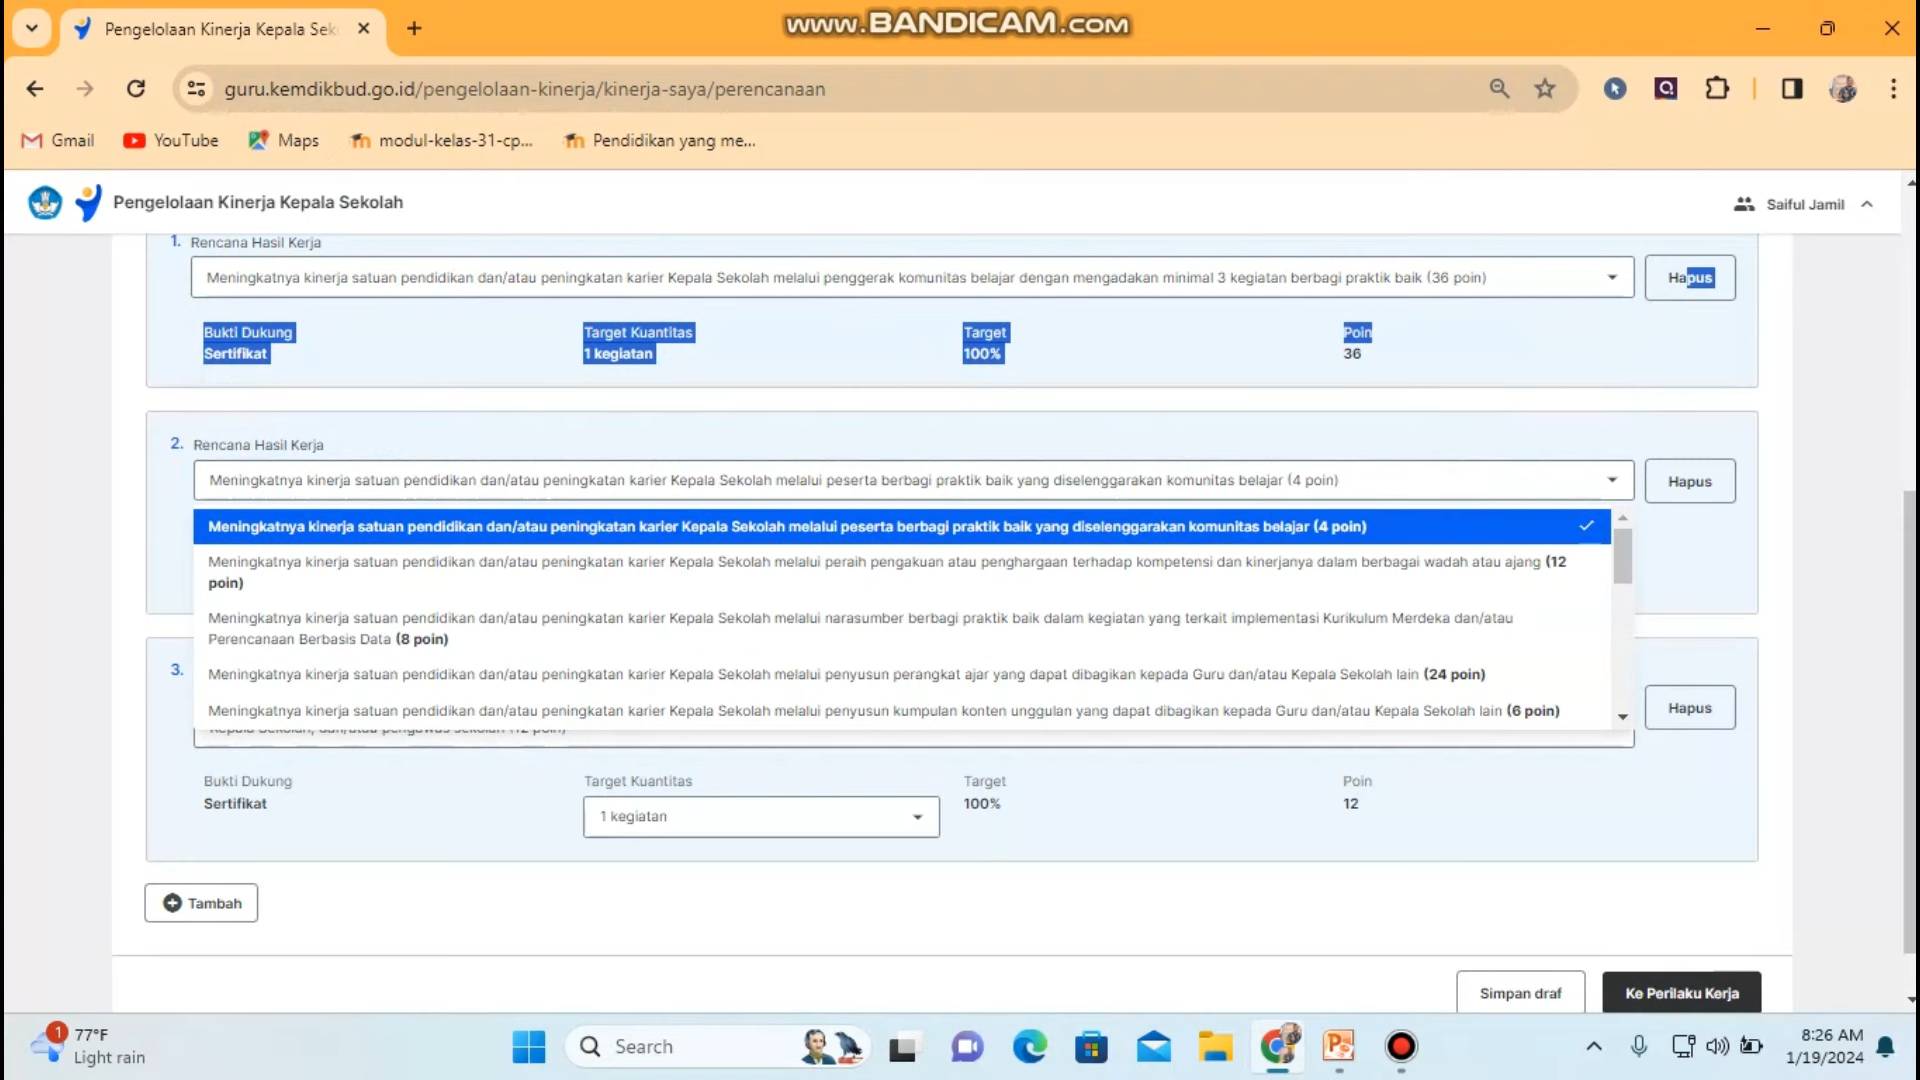 Pengelolaan Kinerja Kepala Sek
www.BANDICAM.com
guru.kemdikbud.go.id/pengelolaan-kinerja/kinerja-saya/perencanaan
Gmail
YouTube
Maps
modul-kelas-31-cp...
Pendidikan yang me...
Pengelolaan Kinerja Kepala Sekolah
Saiful Jamil
1. Rencana Hasil Kerja
Meningkatnya kinerja satuan pendidikan dan/atau peningkatan karier Kepala Sekolah melalui penggerak komunitas belajar dengan mengadakan minimal 3 kegiatan berbagi praktik baik (36 poin)
Hapus
Bukti Dukung Target Kuantitas Target Poin
Sertifikat 1 kegiatan 100% 36
2. Rencana Hasil Kerja
Meningkatnya kinerja satuan pendidikan dan/atau peningkatan karier Kepala Sekolah melalui peserta berbagi praktik baik yang diselenggarakan komunitas belajar (4 poin)
Hapus
Meningkatnya kinerja satuan pendidikan dan/atau peningkatan karier Kepala Sekolah melalui peserta berbagi praktik baik yang diselenggarakan komunitas belajar (4 poin)
Meningkatnya kinerja satuan pendidikan dan/atau peningkatan karier Kepala Sekolah melalui peraih pengakuan atau penghargaan terhadap kompetensi dan kinerjanya dalam berbagai wadah atau ajang (12
poin)
Meningkatnya kinerja satuan pendidikan dan/atau peningkatan karier Kepala Sekolah melalui narasumber berbagi praktik baik dalam kegiatan yang terkait implementasi Kurikulum Merdeka dan/atau
Perencanaan Berbasis Data (8 poin)
3.
Meningkatnya kinerja satuan pendidikan dan/atau peningkatan karier Kepala Sekolah melalui penyusun perangkat ajar yang dapat dibagikan kepada Guru dan/atau Kepala Sekolah lain (24 poin)
Meningkatnya kinerja satuan pendidikan dan/atau peningkatan karier Kepala Sekolah melalui penyusun kumpulan konten unggulan yang dapat dibagikan kepada Guru dan/atau Kepala Sekolah lain (6 poin)
Hapus
Kepala Sekolah, dan/atau pengawas sekolah (12 poin)
Bukti Dukung Target Kuantitas Target Poin
Sertifikat 1 kegiatan 100% 12
Tambah
Simpan draf
Ke Perilaku Kerja
1
77°F
Light rain
Search
8:26 AM
1/19/2024